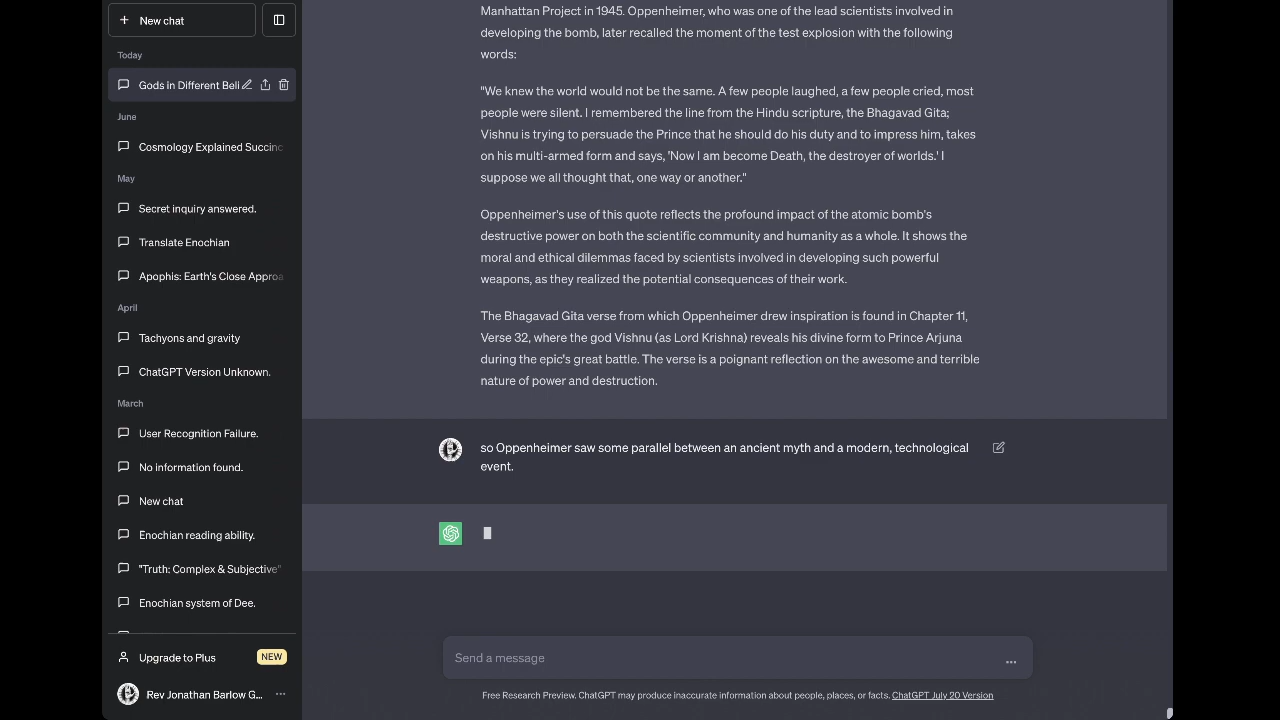 New chat
Today
Gods in Different Beli
June
Cosmology Explained Succinc
May
Secret inquiry answered.
Translate Enochian
Apophis: Earth's Close Approa
April
Tachyons and gravity
ChatGPT Version Unknown.
March
User Recognition Failure.
No information found.
New chat
Enochian reading ability.
"Truth: Complex & Subjective"
Enochian system of Dee.
Upgrade to Plus NEW
Rev Jonathan Barlow G...
Manhattan Project in 1945. Oppenheimer, who was one of the lead scientists involved in
developing the bomb, later recalled the moment of the test explosion with the following
words:
"We knew the world would not be the same. A few people laughed, a few people cried, most
people were silent. I remembered the line from the Hindu scripture, the Bhagavad Gita;
Vishnu is trying to persuade the Prince that he should do his duty and to impress him, takes
on his multi-armed form and says, 'Now I am become Death, the destroyer of worlds.' I
suppose we all thought that, one way or another."
Oppenheimer's use of this quote reflects the profound impact of the atomic bomb's
destructive power on both the scientific community and humanity as a whole. It shows the
moral and ethical dilemmas faced by scientists involved in developing such powerful
weapons, as they realized the potential consequences of their work.
The Bhagavad Gita verse from which Oppenheimer drew inspiration is found in Chapter 11,
Verse 32, where the god Vishnu (as Lord Krishna) reveals his divine form to Prince Arjuna
during the epic's great battle. The verse is a poignant reflection on the awesome and terrible
nature of power and destruction.
so Oppenheimer saw some parallel between an ancient myth and a modern, technological
event.
Send a message
Free Research Preview. ChatGPT may produce inaccurate information about people, places, or facts. ChatGPT July 20 Version